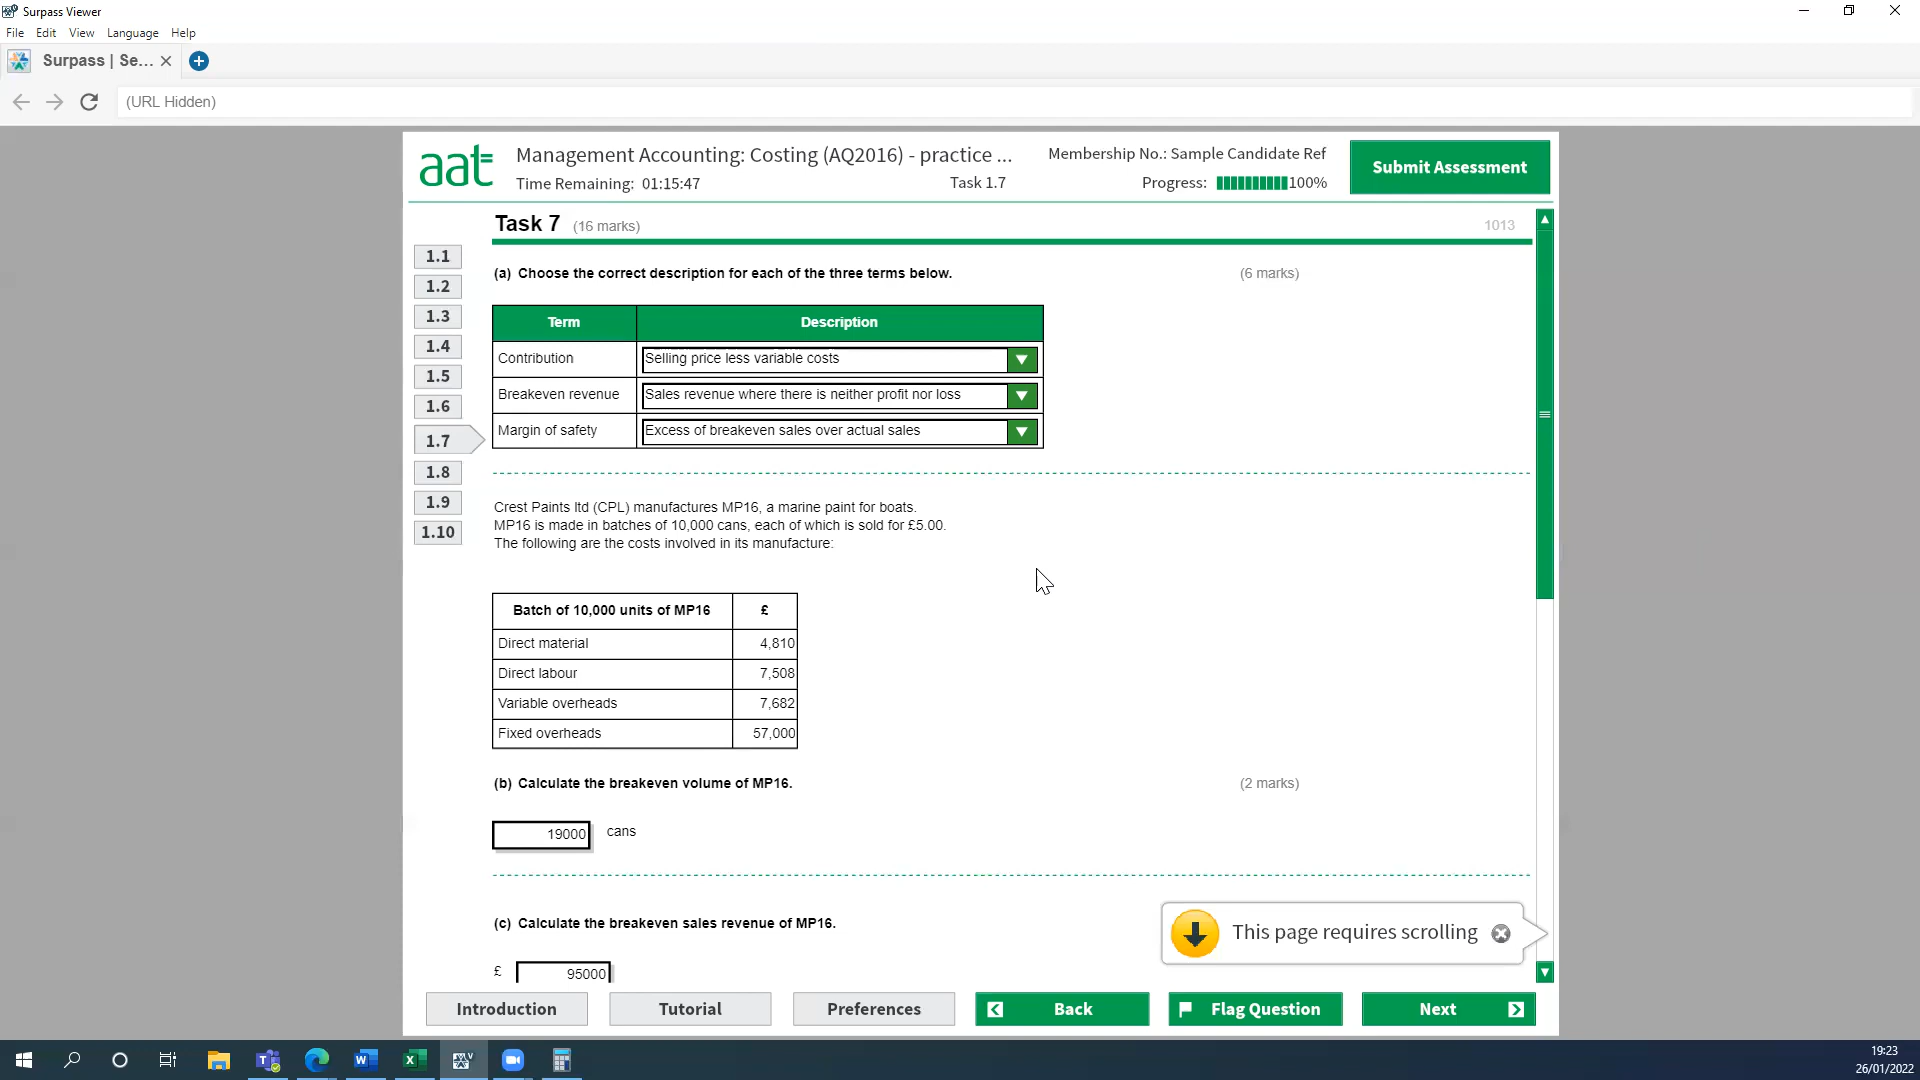 Surpass Viewer
File Edit View Language Help
Surpass | Se...
(URL Hidden)
aat
Management Accounting: Costing (AQ2016) - practice ...
Membership No.: Sample Candidate Ref
Submit Assessment
Time Remaining: 01:15:47
Task 1.7
Progress: 100%
Task 7 (16 marks)
1013
1.1
1.2
1.3
1.4
1.5
1.6
1.7
1.8
1.9
1.10
(a) Choose the correct description for each of the three terms below. (6 marks)
Term Description
Contribution Selling price less variable costs
Breakeven revenue Sales revenue where there is neither profit nor loss
Margin of safety Excess of breakeven sales over actual sales
Crest Paints ltd (CPL) manufactures MP16, a marine paint for boats.
MP16 is made in batches of 10,000 cans, each of which is sold for £5.00.
The following are the costs involved in its manufacture:
Batch of 10,000 units of MP16 £
Direct material 4,810
Direct labour 7,508
Variable overheads 7,682
Fixed overheads 57,000
(b) Calculate the breakeven volume of MP16. (2 marks)
19000 cans
(c) Calculate the breakeven sales revenue of MP16.
This page requires scrolling
£ 95000
Introduction Tutorial Preferences Back Flag Question Next
19:23
26/01/2022